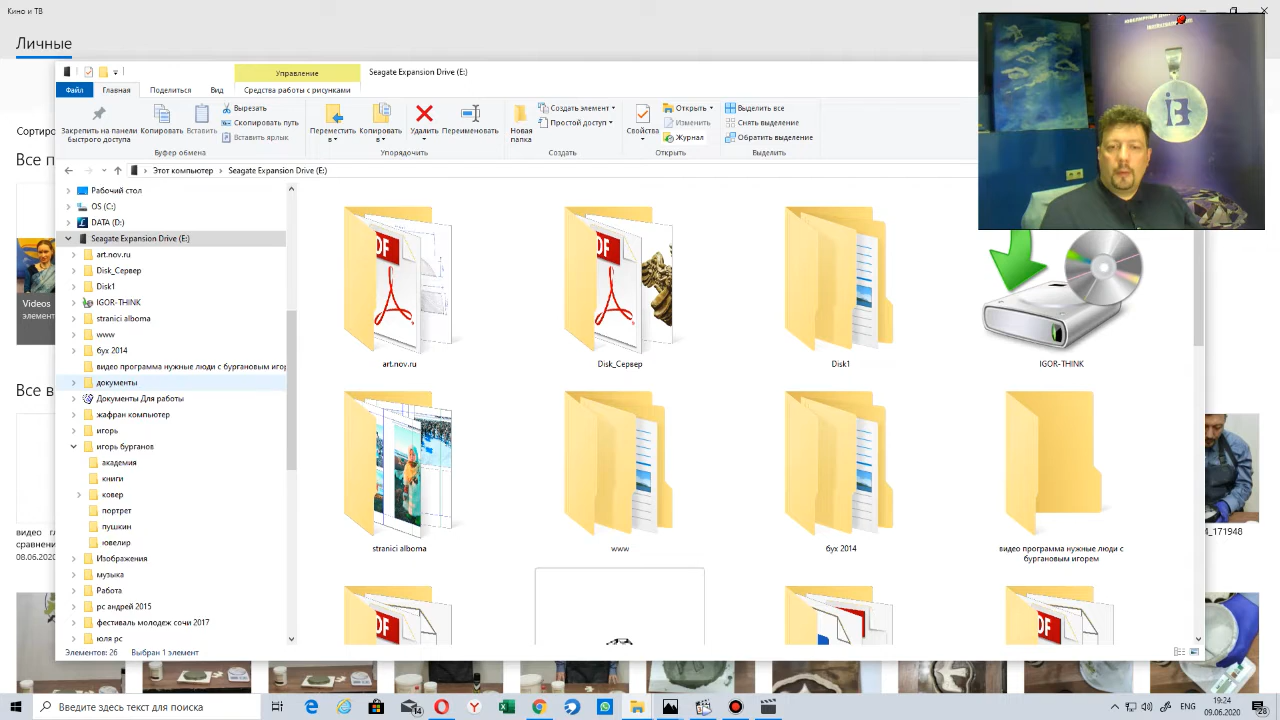 Кино и ТВ
Личные
Сортиро
Все п
Videos
элемент
Все в
видео гл
сравнени
08.06.2020
4_171948
Управление
Seagate Expansion Drive (E:)
Файл
Главная
Поделиться
Вид
Средства работы с рисунками
Закрепить на панели быстрого доступа
Копировать
Вставить
Вырезать
Скопировать путь
Вставить ярлык
Буфер обмена
Переместить в
Копировать в
Удалить
Переименовать
Упорядочить
Новая папка
Создать элемент
Простой доступ
Создать
Свойства
Открыть
Изменить
Журнал
Открыть
Выделить все
Снять выделение
Обратить выделение
Выделить
Этот компьютер > Seagate Expansion Drive (E:)
Рабочий стол
OS (C:)
DATA (D:)
Seagate Expansion Drive (E:)
art.nov.ru
Disk_Сервер
Disk1
IGOR-THINK
stranici alboma
www
бух 2014
видео программа нужные люди с бургановым игор
документы
Документы Для работы
жафран компьютер
игорь
игорь бурганов
академия
книги
ковер
портрет
пушкин
ювелир
Изображения
музыка
Работа
рс андрей 2015
фестиваль молодеж сочи 2017
юля рс
art.nov.ru
Disk_Сервер
Disk1
IGOR-THINK
stranici alboma
www
бух 2014
видео программа нужные люди с бургановым игорем
Элементов: 26
Выбран 1 элемент
Введите здесь текст для поиска
14
ENG
19:24
09.06.2020
28